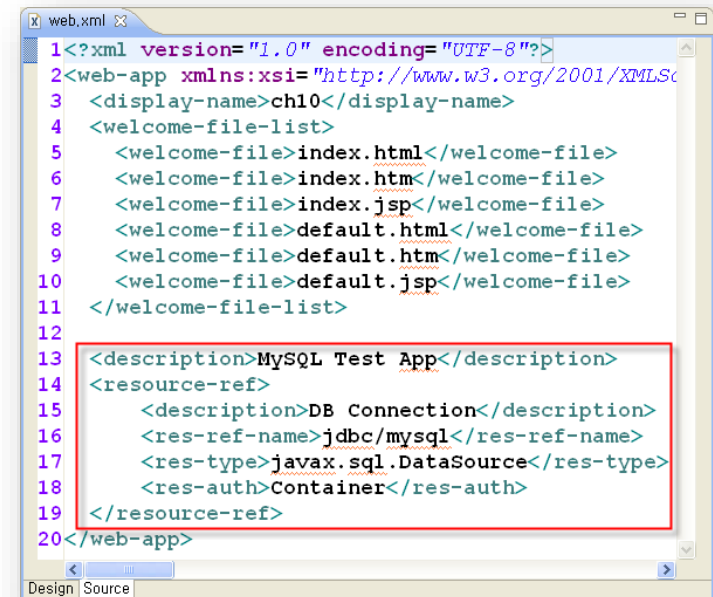 web.xml
1 <?xml version="1.0" encoding="UTF-8"?>
2 <web-app xmlns:xsi="http://www.w3.org/2001/XMLSc
3 <display-name>ch10</display-name>
4 <welcome-file-list>
5 <welcome-file>index.html</welcome-file>
6 <welcome-file>index.htm</welcome-file>
7 <welcome-file>index.jsp</welcome-file>
8 <welcome-file>default.html</welcome-file>
9 <welcome-file>default.htm</welcome-file>
10 <welcome-file>default.jsp</welcome-file>
11 </welcome-file-list>
12
13 <description>MySQL Test App</description>
14 <resource-ref>
15 <description>DB Connection</description>
16 <res-ref-name>jdbc/mysql</res-ref-name>
17 <res-type>javax.sql.DataSource</res-type>
18 <res-auth>Container</res-auth>
19 </resource-ref>
20 </web-app>
Design Source